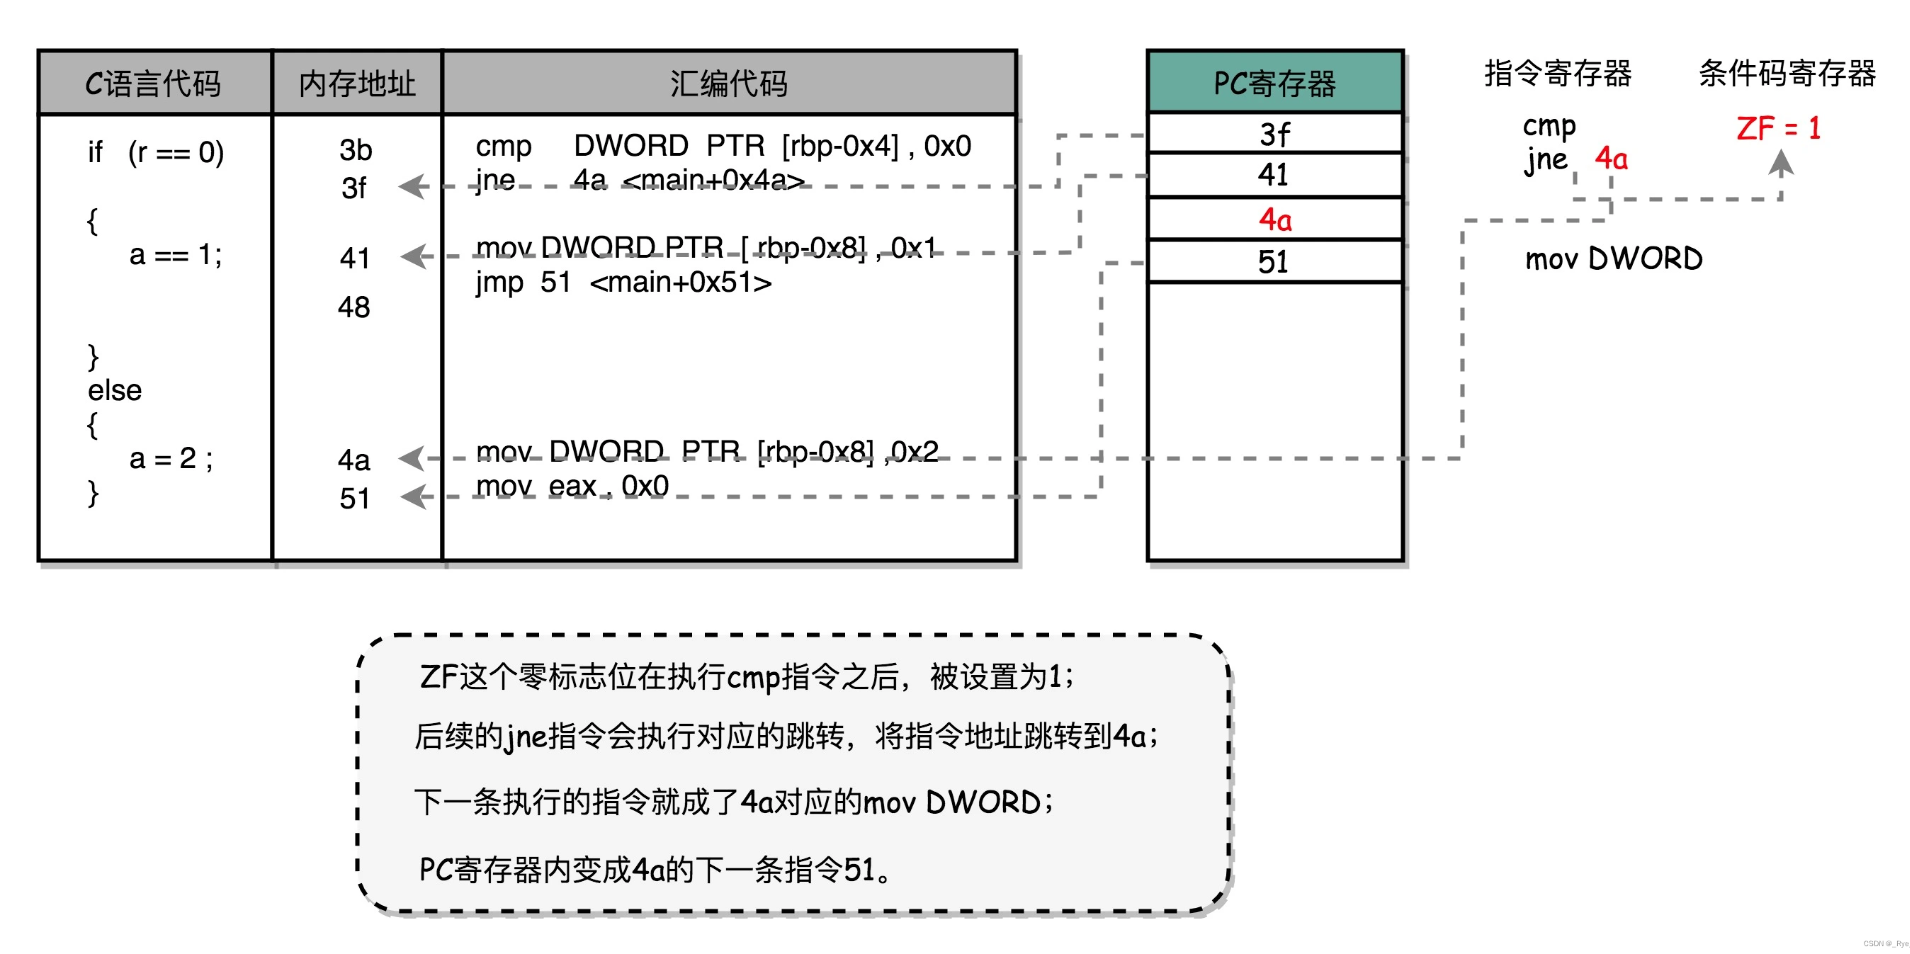 C语言代码 内存地址 汇编代码 PC寄存器 指令寄存器 条件码寄存器
if (r == 0) 3b cmp DWORD PTR [rbp-0x4] , 0x0 3f cmp ZF = 1
3f jne 4a <main+0x4a> 41 jne 4a
{ 4a
a == 1; 41 mov DWORD PTR [ rbp-0x8] , 0x1 51 mov DWORD
jmp 51 <main+0x51>
48
}
else
{
a = 2 ; 4a mov DWORD PTR [rbp-0x8] ,0x2
} 51 mov eax , 0x0
ZF这个零标志位在执行cmp指令之后，被设置为1；
后续的jne指令会执行对应的跳转，将指令地址跳转到4a；
下一条执行的指令就成了4a对应的mov DWORD；
PC寄存器内变成4a的下一条指令51。
CSDN @_Rye_